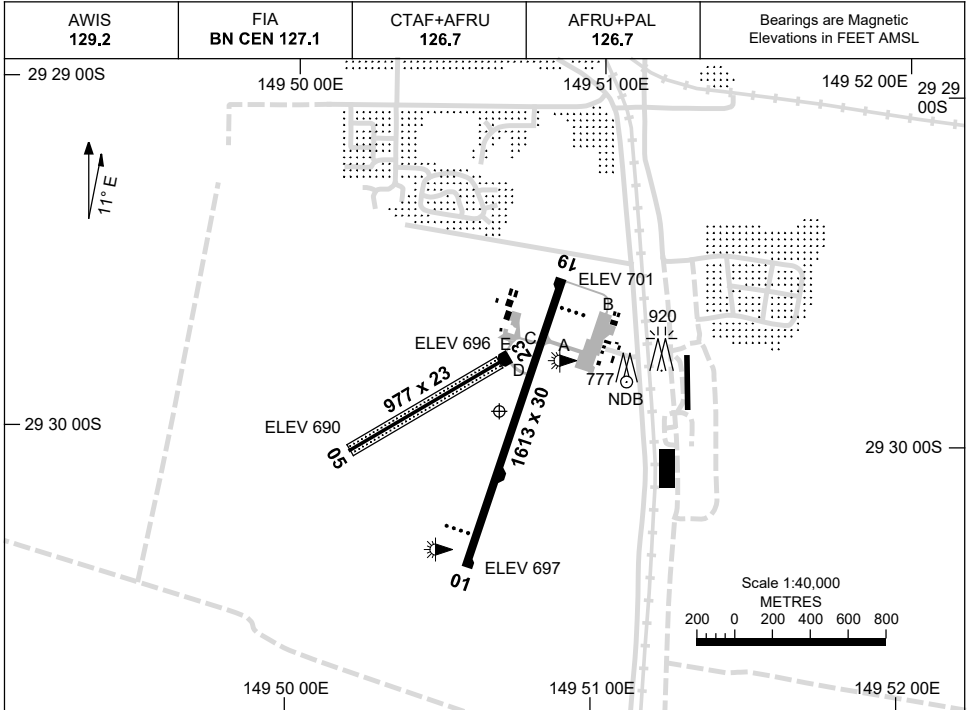 AWIS
129.2
FIA
BN CEN 127.1
CTAF+AFRU
126.7
AFRU+PAL
126.7
Bearings are Magnetic
Elevations in FEET AMSL
29 29 00S
149 50 00E
149 51 00E
149 52 00E
29 29
00S
11° E
19
ELEV 701
B
920
ELEV 696
E
23
C
A
D
777
NDB
977 x 23
ELEV 690
05
1613 x 30
29 30 00S
29 30 00S
ELEV 697
01
Scale 1:40,000
METRES
200 0 200 400 600 800
149 50 00E
149 51 00E
149 52 00E